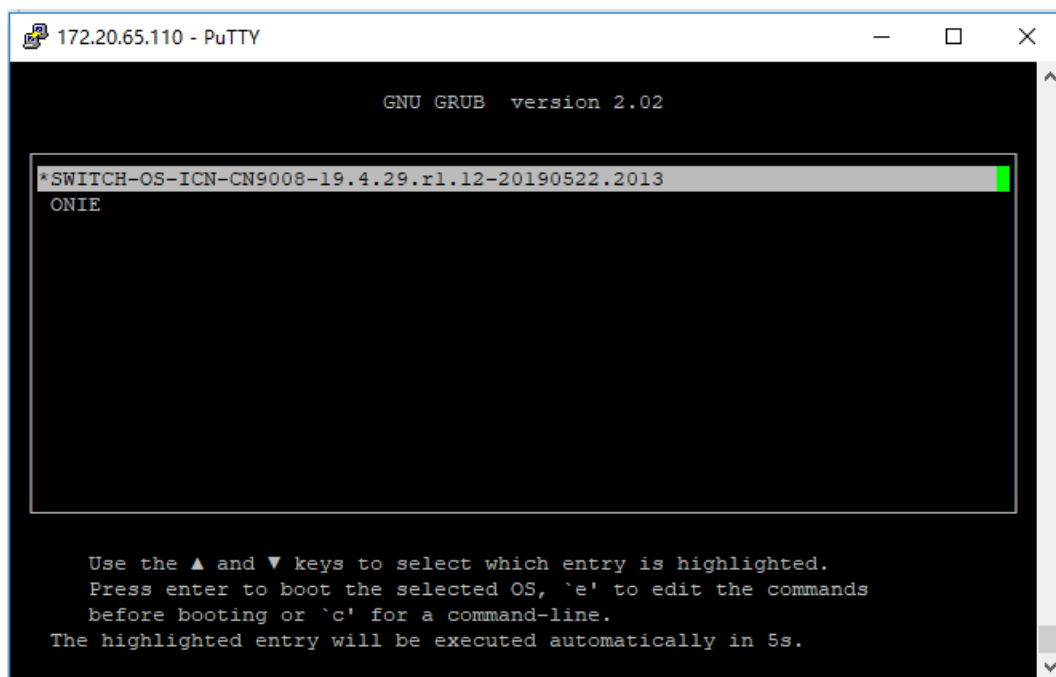 172.20.65.110 - PuTTY
GNU GRUB version 2.02
*SWITCH-OS-ICN-CN9008-19.4.29.r1.12-20190522.2013
ONIE
Use the ▲ and ▼ keys to select which entry is highlighted.
Press enter to boot the selected OS, `e' to edit the commands
before booting or `c' for a command-line.
The highlighted entry will be executed automatically in 5s.